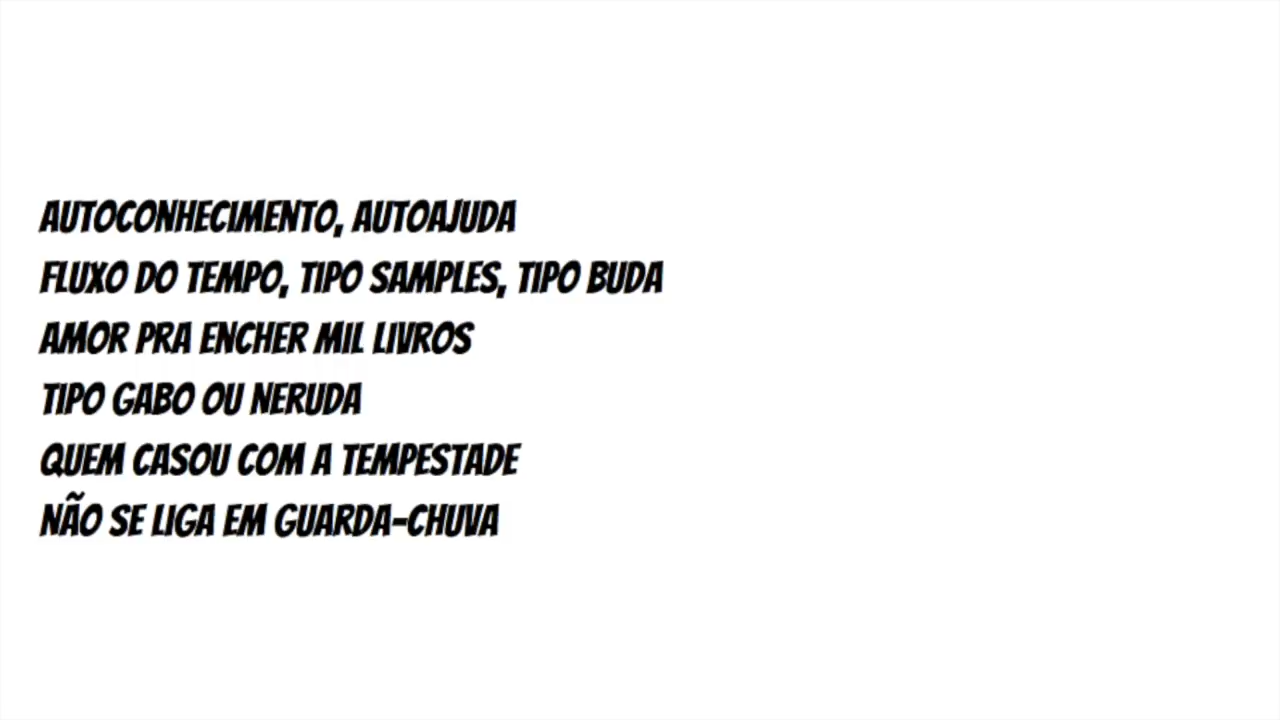 AUTOCONHECIMENTO, AUTOAJUDA
FLUXO DO TEMPO, TIPO SAMPLES, TIPO BUDA
AMOR PRA ENCHER MIL LIVROS
TIPO GABO OU NERUDA
QUEM CASOU COM A TEMPESTADE
NÃO SE LIGA EM GUARDA-CHUVA